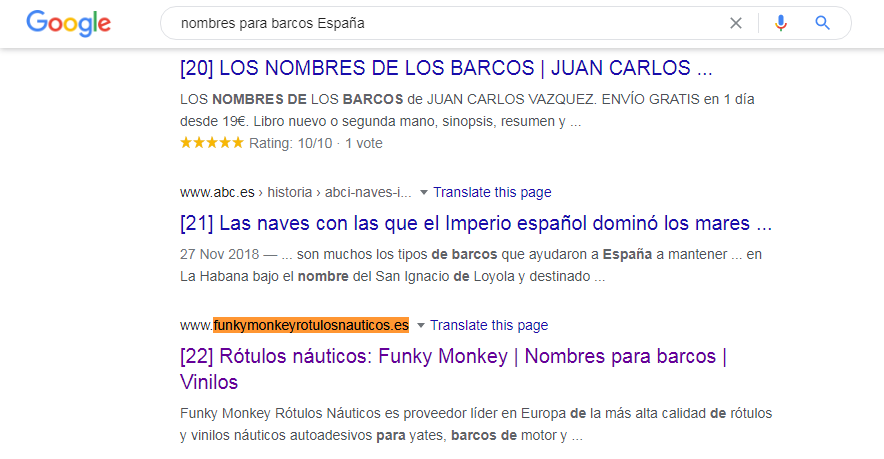 Google
nombres para barcos España
[20] LOS NOMBRES DE LOS BARCOS | JUAN CARLOS ...
LOS NOMBRES DE LOS BARCOS de JUAN CARLOS VAZQUEZ. ENVÍO GRATIS en 1 día
desde 19€. Libro nuevo o segunda mano, sinopsis, resumen y ...
Rating: 10/10 · 1 vote
www.abc.es › historia › abci-naves-i... Translate this page
[21] Las naves con las que el Imperio español dominó los mares ...
27 Nov 2018 — ... son muchos los tipos de barcos que ayudaron a España a mantener ... en
La Habana bajo el nombre del San Ignacio de Loyola y destinado ...
www.funkymonkeyrotulosnauticos.es Translate this page
[22] Rótulos náuticos: Funky Monkey | Nombres para barcos |
Vinilos
Funky Monkey Rótulos Náuticos es proveedor líder en Europa de la más alta calidad de rótulos
y vinilos náuticos autoadesivos para yates, barcos de motor y ...